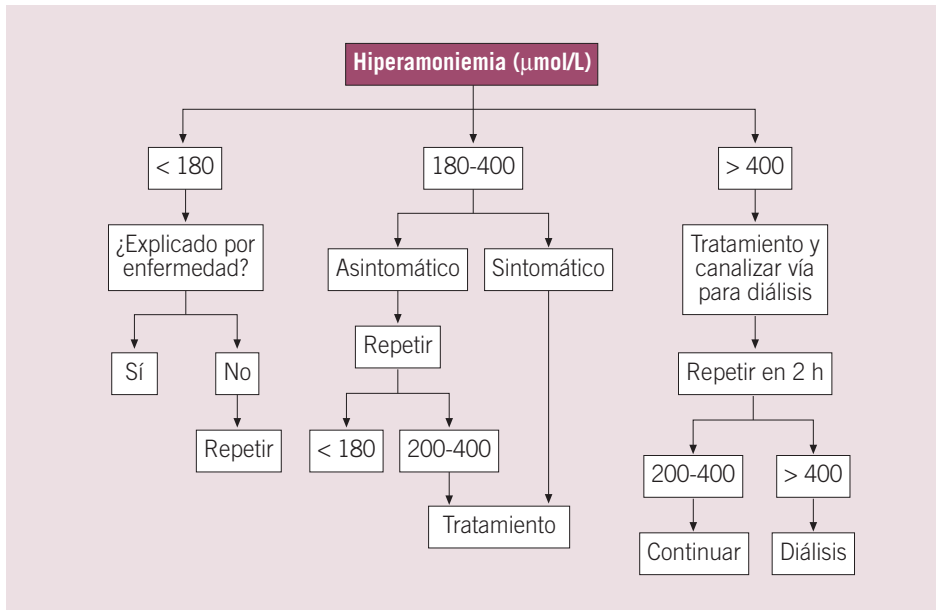 Hiperamoniemia (μmol/L)
< 180
180-400
> 400
¿Explicado por
enfermedad?
Asintomático
Sintomático
Tratamiento y
canalizar vía
para diálisis
Sí
No
Repetir
Repetir en 2 h
Repetir
< 180
200-400
200-400
> 400
Tratamiento
Continuar
Diálisis